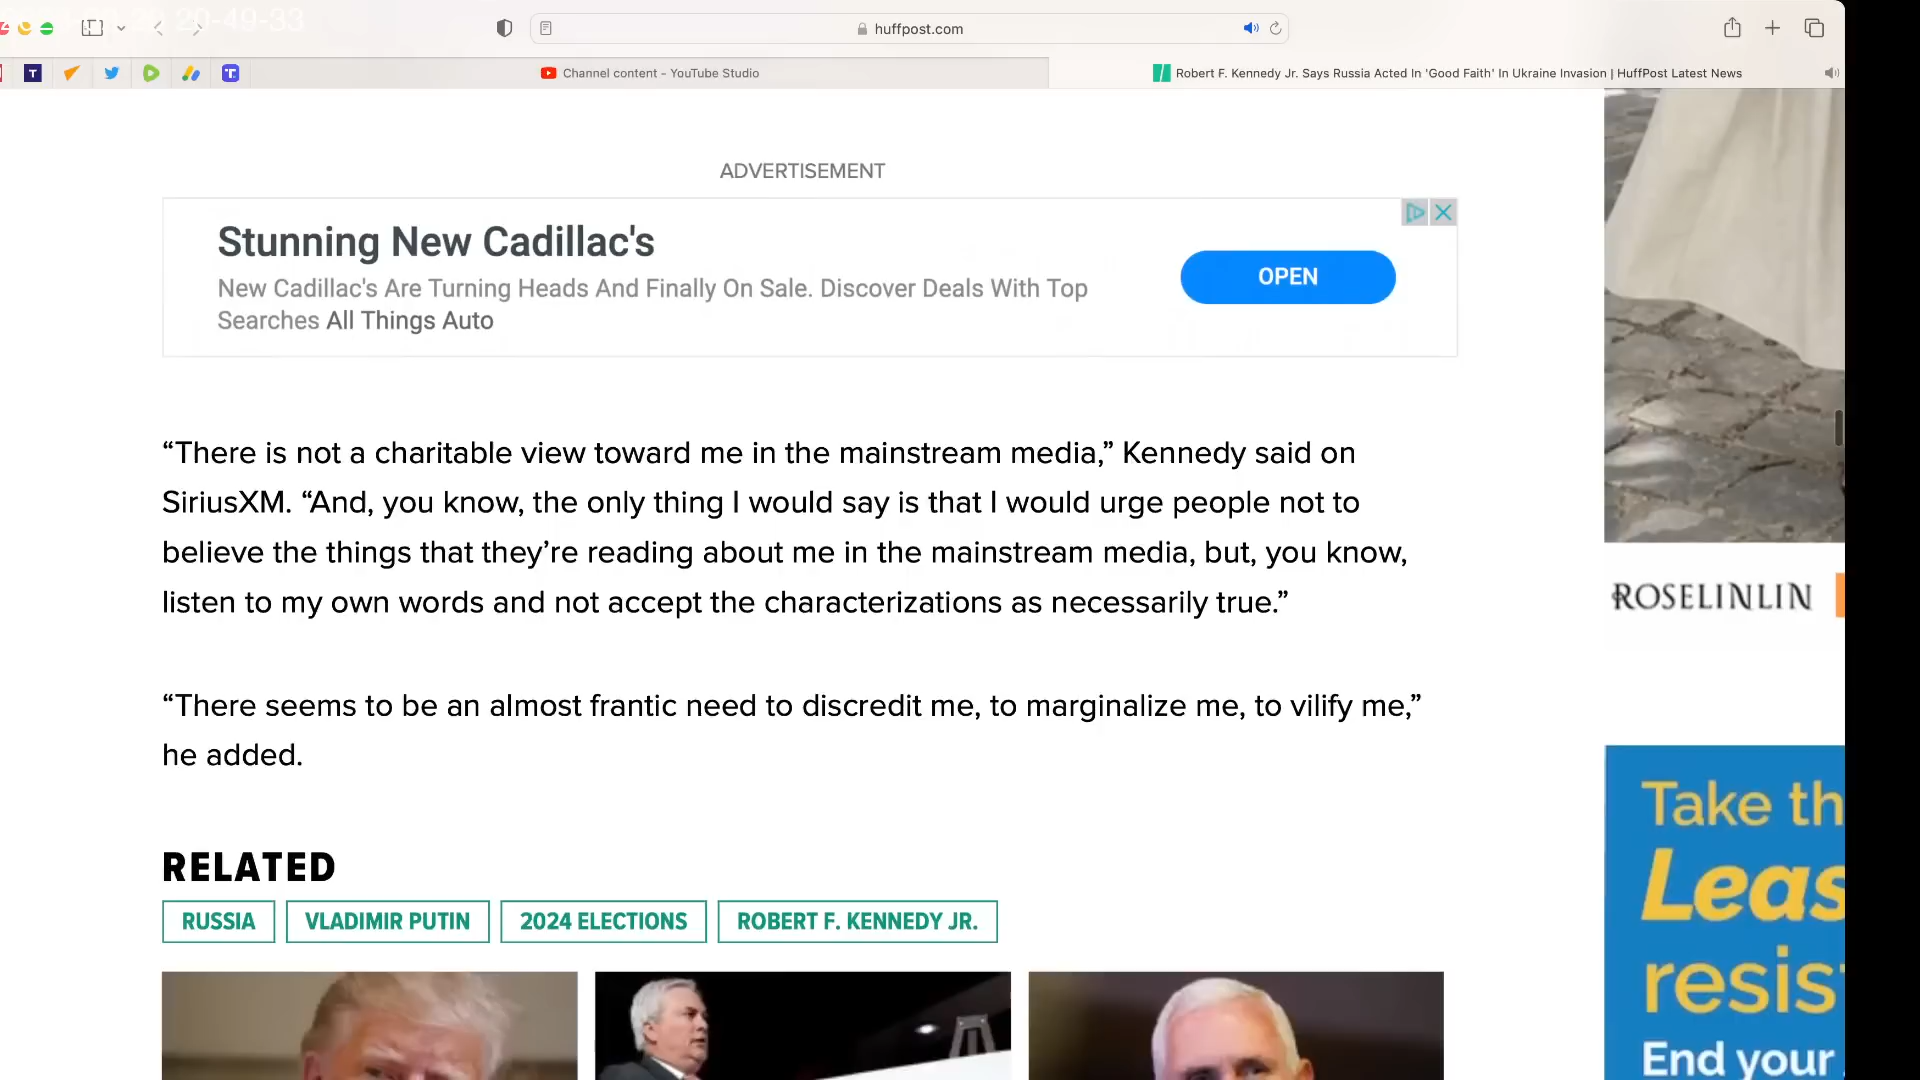 20-49-33
huffpost.com
T
T
Channel content - YouTube Studio
Robert F. Kennedy Jr. Says Russia Acted In 'Good Faith' In Ukraine Invasion | HuffPost Latest News
ADVERTISEMENT
Stunning New Cadillac's
New Cadillac's Are Turning Heads And Finally On Sale. Discover Deals With Top
Searches All Things Auto
OPEN
“There is not a charitable view toward me in the mainstream media,” Kennedy said on
SiriusXM. “And, you know, the only thing I would say is that I would urge people not to
believe the things that they’re reading about me in the mainstream media, but, you know,
listen to my own words and not accept the characterizations as necessarily true.”
“There seems to be an almost frantic need to discredit me, to marginalize me, to vilify me,”
he added.
ROSELINLIN
RELATED
RUSSIA
VLADIMIR PUTIN
2024 ELECTIONS
ROBERT F. KENNEDY JR.
Take th
Leas
resis
End your